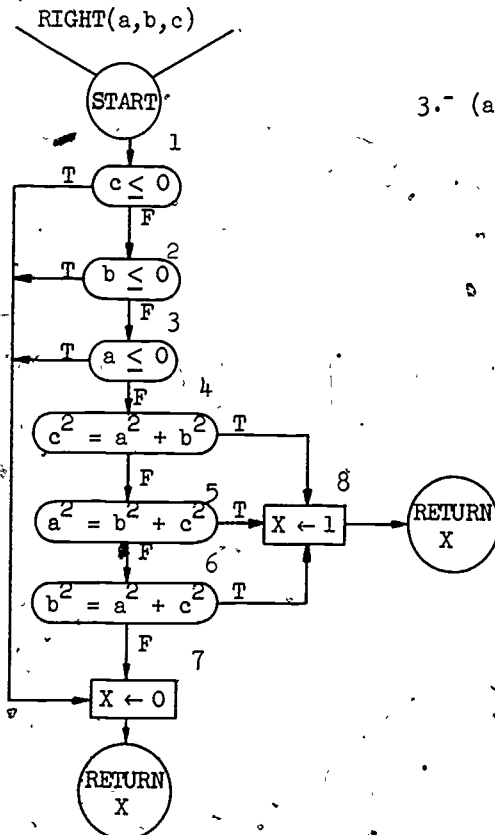 RIGHT(a,b,c)
START
3. (a
1
T
c ≤ 0
F
2
T
b ≤ 0
F
3
T
a ≤ 0
F
4
c² = a² + b²
T
F
5
a² = b² + c²
T
8
X ← 1
RETURN
X
F
6
b² = a² + c²
T
F
7
X ← 0
RETURN
X